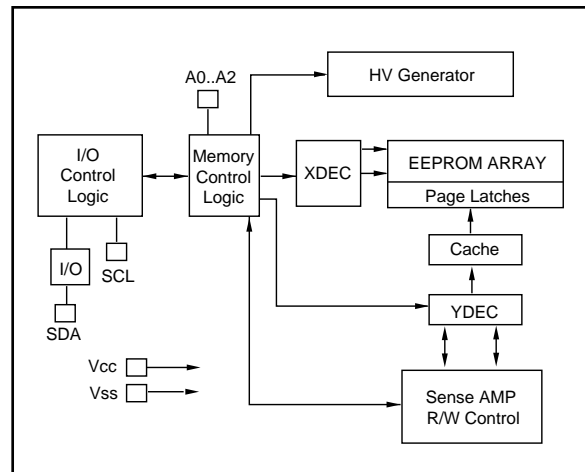 A0..A2
HV Generator
I/O
Control
Logic
Memory
Control
Logic
XDEC
EEPROM ARRAY
Page Latches
Cache
I/O
SCL
SDA
YDEC
Vcc
Vss
Sense AMP
R/W Control